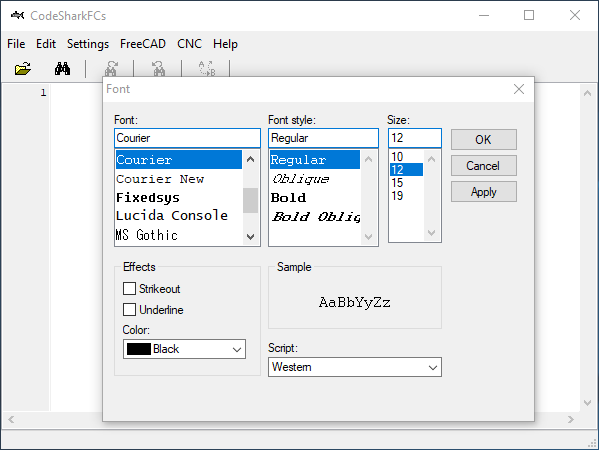 CodeSharkFCs
File Edit Settings FreeCAD CNC Help
1
Font
Font: Font style: Size:
Courier Regular 12 OK
Courier Regular 10
Courier New Oblique 12 Cancel
Fixedsys Bold 15
Lucida Console Bold Obliq 19 Apply
MS Gothic
Effects Sample
Strikeout
Underline AaBbYyZz
Color:
Black Script:
Western